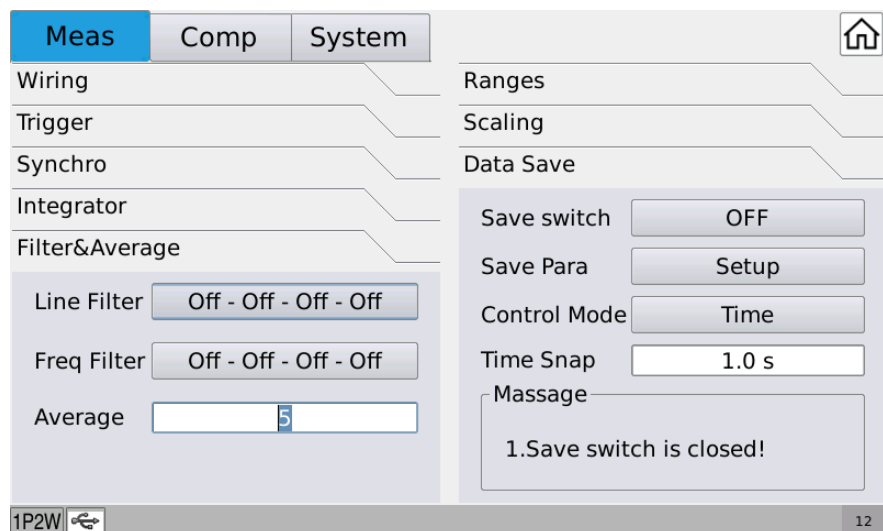 Meas
Comp
System
Wiring
Trigger
Synchro
Integrator
Filter&Average
Line Filter
Off - Off - Off - Off
Freq Filter
Off - Off - Off - Off
Average
5
Ranges
Scaling
Data Save
Save switch
OFF
Save Para
Setup
Control Mode
Time
Time Snap
1.0 s
Massage
1.Save switch is closed!
1P2W
12